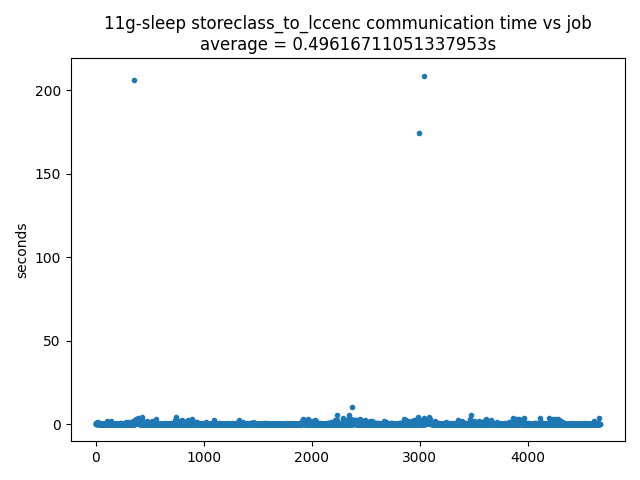 11g-sleep storeclass_to_lccenc communication time vs job
average = 0.49616711051337953s
200
150
100
50
0
seconds
0 1000 2000 3000 4000